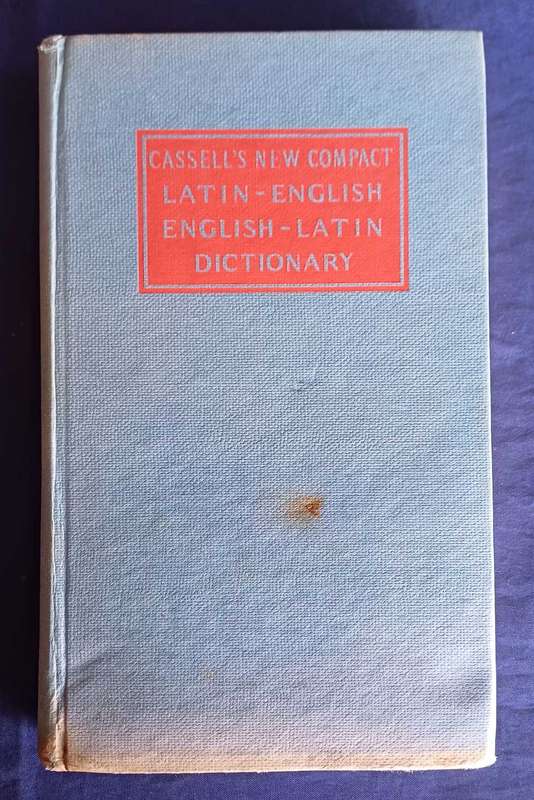 CASSELL'S NEW COMPACT
LATIN-ENGLISH
ENGLISH-LATIN
DICTIONARY